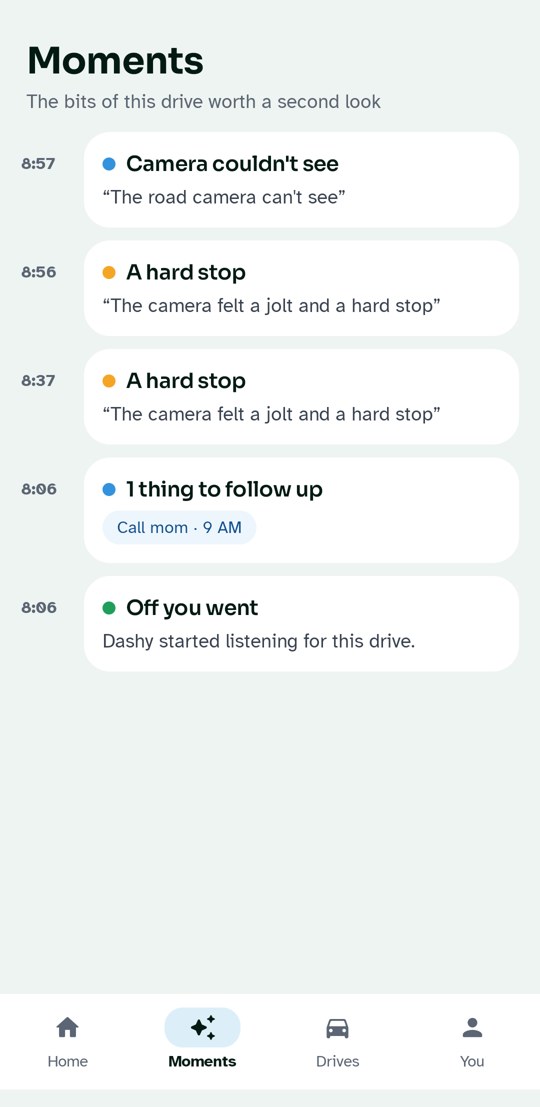 Moments
The bits of this drive worth a second look
8:57
Camera couldn't see
“The road camera can't see”
8:56
A hard stop
“The camera felt a jolt and a hard stop”
8:37
A hard stop
“The camera felt a jolt and a hard stop”
8:06
1 thing to follow up
Call mom · 9 AM
8:06
Off you went
Dashy started listening for this drive.
Home
Moments
Drives
You